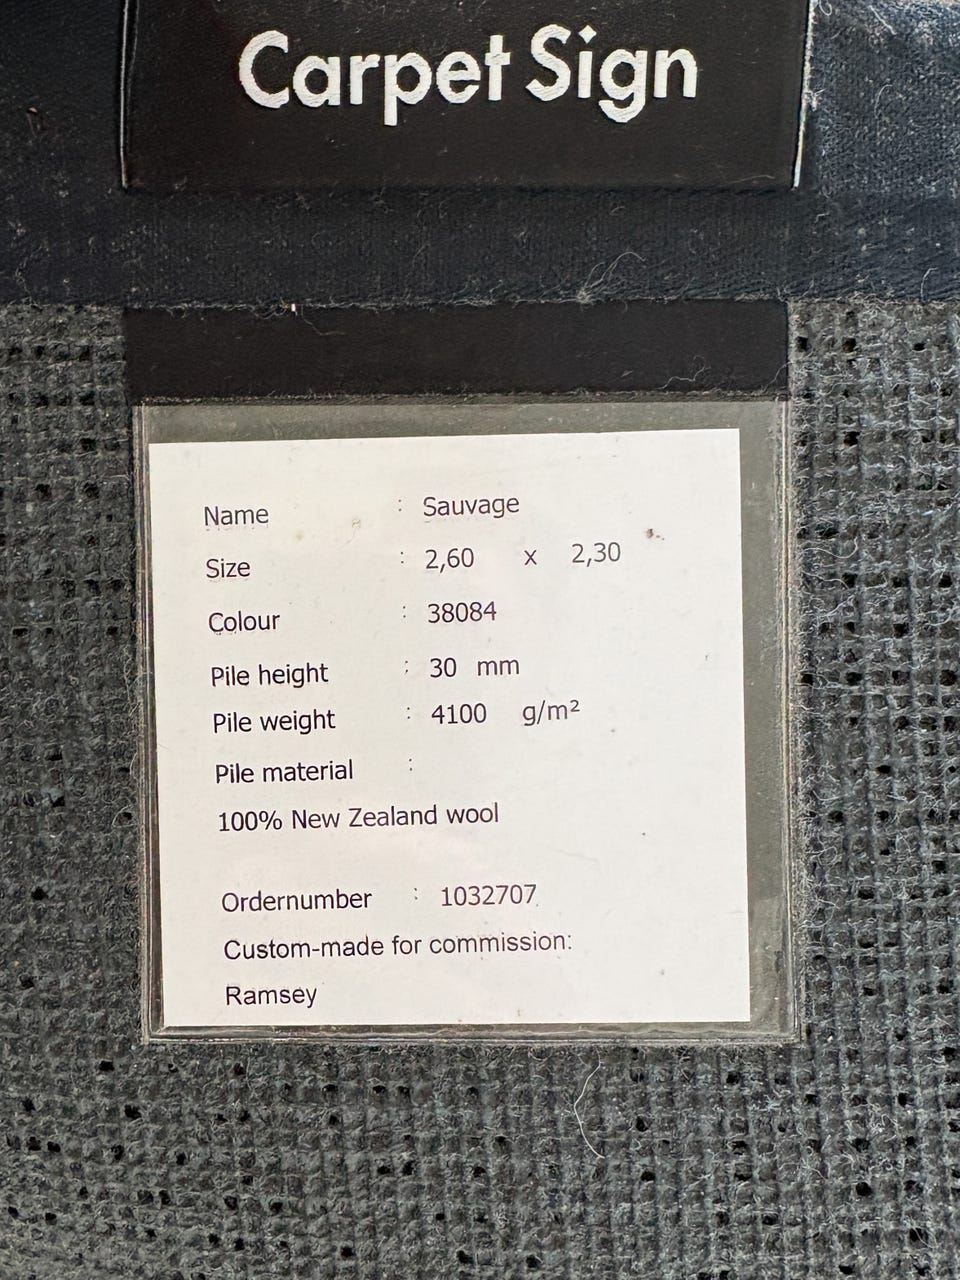 Carpet Sign
Name : Sauvage
Size : 2,60 x 2,30
Colour : 38084
Pile height : 30 mm
Pile weight : 4100 g/m²
Pile material :
100% New Zealand wool
Ordernumber : 1032707
Custom-made for commission:
Ramsey